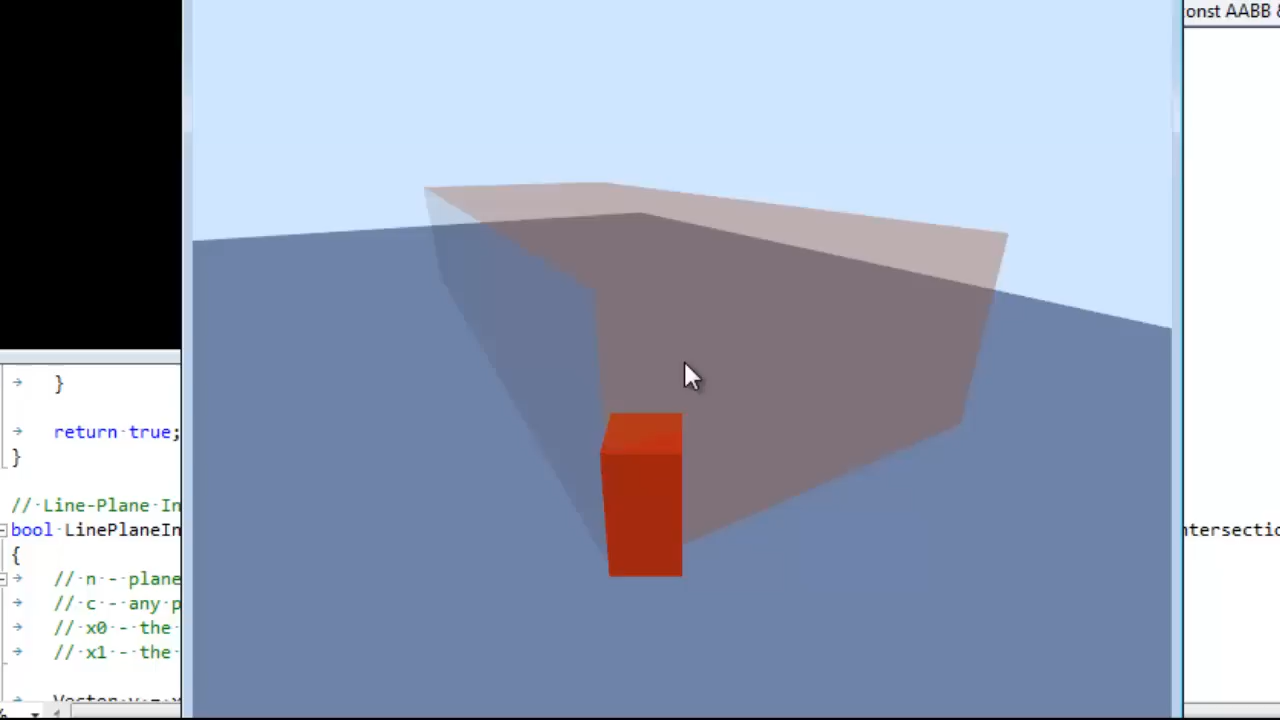 onst AABB &
}
return true;
}
// Line-Plane In
bool LinePlaneIn
ntersectio
{
// n - plane
// c - any p
// x0 - the
// x1 - the